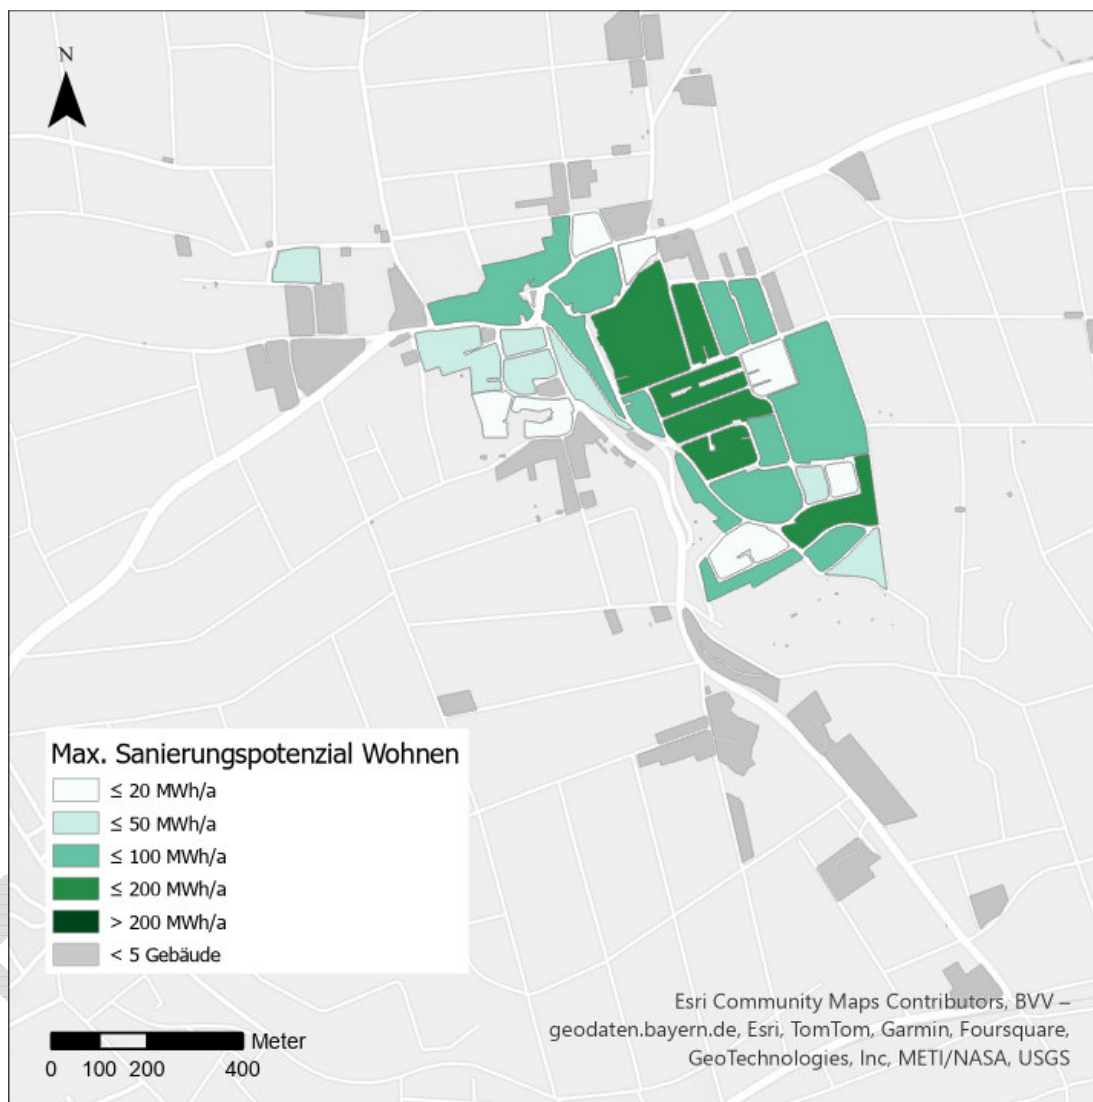 N
Max. Sanierungspotenzial Wohnen
≤ 20 MWh/a
≤ 50 MWh/a
≤ 100 MWh/a
≤ 200 MWh/a
> 200 MWh/a
< 5 Gebäude
Meter
0 100 200 400
Esri Community Maps Contributors, BVV –
geodaten.bayern.de, Esri, TomTom, Garmin, Foursquare,
GeoTechnologies, Inc, METI/NASA, USGS